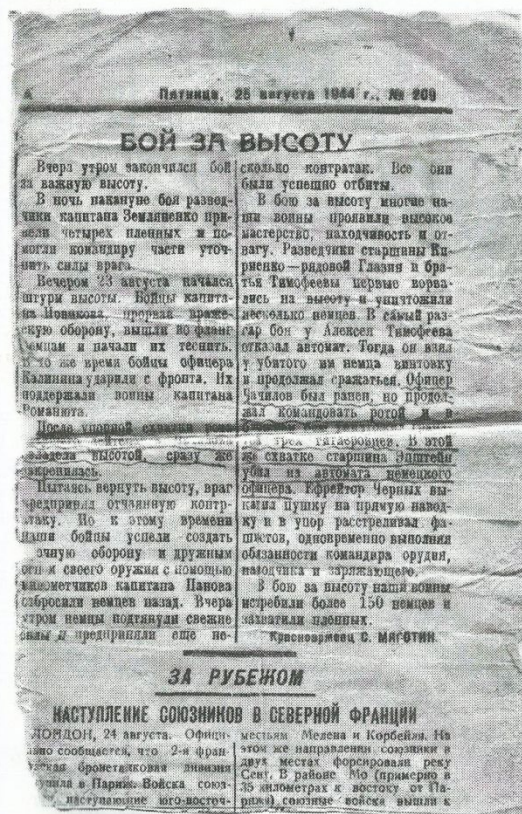 Пятница, 25 августа 1944 г., № 209
БОЙ ЗА ВЫСОТУ
Вчера утром закончился бой
за важную высоту.
В ночь накануне боя развед-
чики капитана Земляненко при-
вели четырех пленных и по-
могли командиру части уточ-
нить силы врага.
Вечером 23 августа начался
штурм высоты. Бойцы капита-
на Новикова, прорвав враже-
скую оборону, вышли во фланг
немцам и начали их теснить.
В то же время бойцы офицера
Калинина ударили с фронта. Их
поддержали воины капитана
Романюта.
После упорной схватки рота
овладела высотой, сразу же
закрепилась.
Пытаясь вернуть высоту, враг
предпринял отчаянную контр-
атаку. Но к этому времени
наши бойцы успели создать
прочную оборону и дружным
огнем своего оружия с помощью
минометчиков капитана Панова
отбросили немцев назад. Вчера
утром немцы подтянули свежие
силы и предприняли еще не-
сколько контратак. Все они
были успешно отбиты.
В бою за высоту многие на-
ши воины проявили высокое
мастерство, находчивость и от-
вагу. Разведчики старшины Ки-
риенко — рядовой Глазия и бра-
тья Тимофеевы первые ворва-
лись на высоту и уничтожили
несколько немцев. В самый раз-
гар боя у Алексея Тимофеева
отказал автомат. Тогда он взял
у убитого им немца винтовку
и продолжал сражаться. Офицер
Чачилов был ранен, но продол-
жал командовать ротой и в
трех гитлеровцев. В этой
же схватке старшина Эпштейн
убил из автомата немецкого
офицера. Ефрейтор Черных вы-
катил пушку на прямую навод-
ку и в упор расстреливал фа-
шистов, одновременно выполняя
обязанности командира орудия,
наводчика и заряжающего.
В бою за высоту наши воины
истребили более 150 немцев и
захватили пленных.
Красноармеец С. МЯГОТИН.
ЗА РУБЕЖОМ
НАСТУПЛЕНИЕ СОЮЗНИКОВ В СЕВЕРНОЙ ФРАНЦИИ
ЛОНДОН, 24 августа. Офици-
ально сообщается, что 2-я фран-
цузская бронетанковая дивизия
вступила в Париж. Войска союз-
наступающие юго-восточ-
местьям Мелена и Корбейля. На
этом же направлении союзники в
двух местах форсировали реку
Сену. В районе Мо (примерно в
35 километрах к востоку от Па-
рижа) союзные войска вышли к